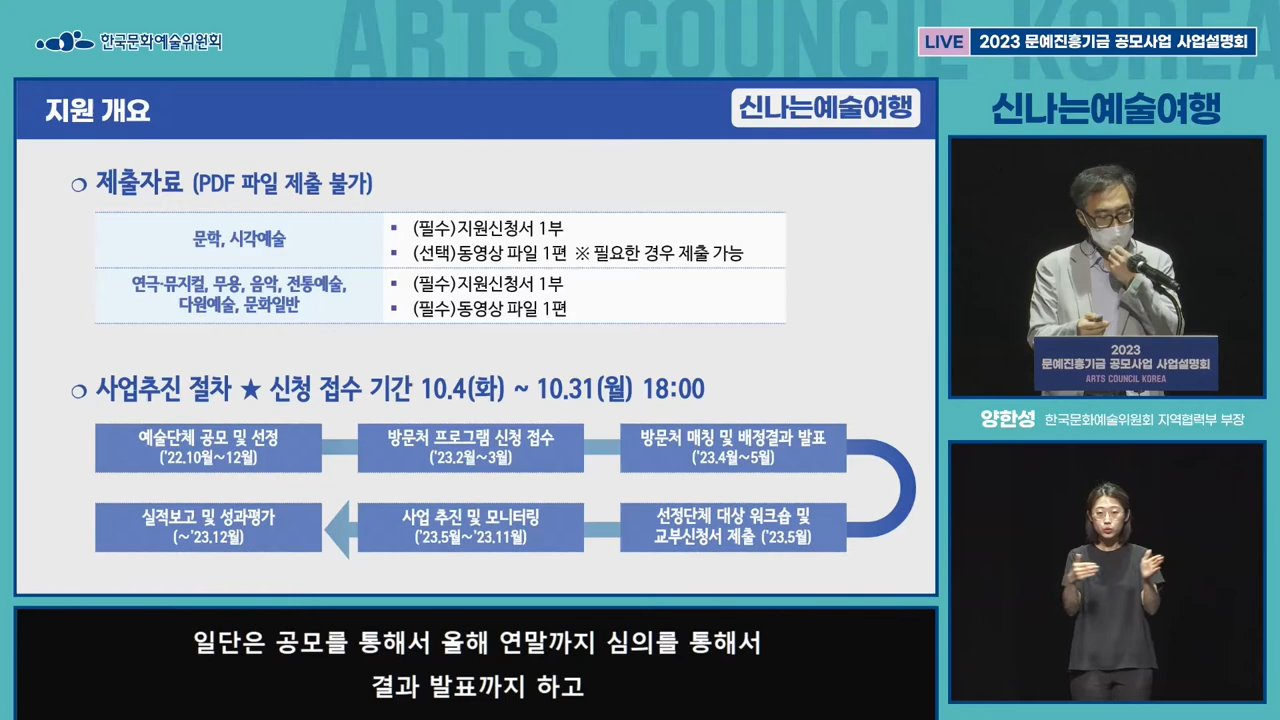 ARTS COUNCIL KOREA
한국문화예술위원회
LIVE 2023 문예진흥기금 공모사업 사업설명회
지원 개요
신나는예술여행
신나는예술여행
❍ 제출자료 (PDF 파일 제출 불가)
문학, 시각예술
▪ (필수)지원신청서 1부
▪ (선택)동영상 파일 1편 ※ 필요한 경우 제출 가능
연극·뮤지컬, 무용, 음악, 전통예술,
다원예술, 문화일반
▪ (필수)지원신청서 1부
▪ (필수)동영상 파일 1편
❍ 사업추진 절차 ★ 신청 접수 기간 10.4(화) ~ 10.31(월) 18:00
예술단체 공모 및 선정
('22.10월~12월)
방문처 프로그램 신청 접수
('23.2월~3월)
방문처 매칭 및 배정결과 발표
('23.4월~5월)
선정단체 대상 워크숍 및
교부신청서 제출 ('23.5월)
사업 추진 및 모니터링
('23.5월~'23.11월)
실적보고 및 성과평가
(~'23.12월)
2023
문예진흥기금 공모사업 사업설명회
ARTS COUNCIL KOREA
양한성 한국문화예술위원회 지역협력부 부장
일단은 공모를 통해서 올해 연말까지 심의를 통해서
결과 발표까지 하고